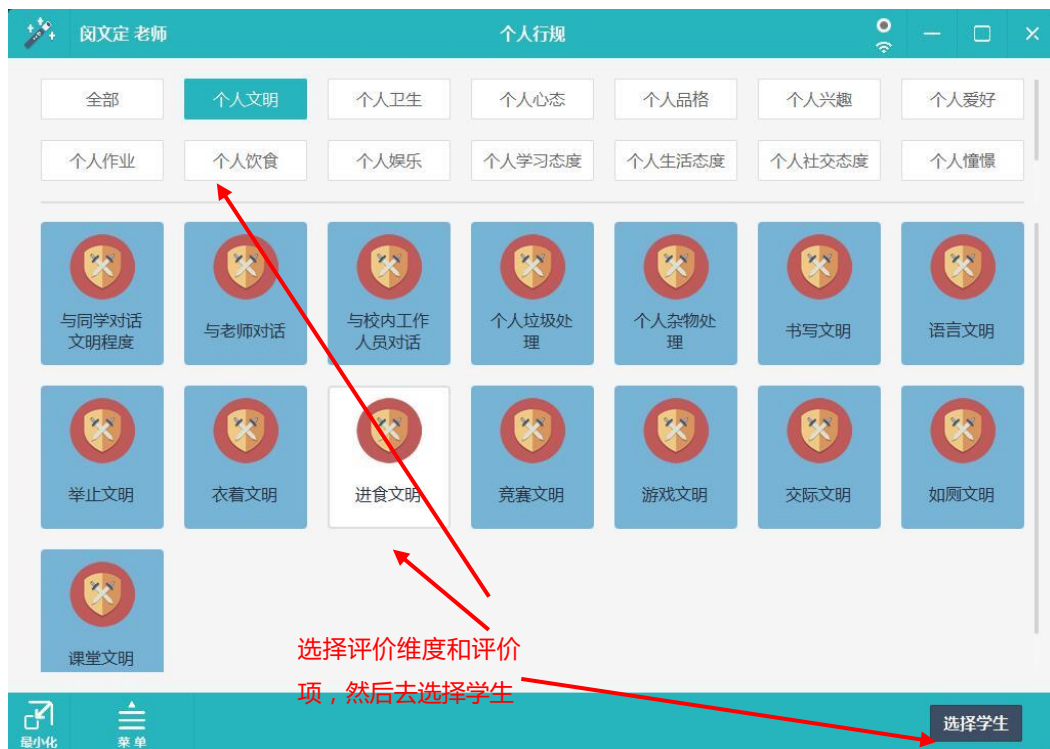 闵文定 老师
个人行规
全部
个人文明
个人卫生
个人心态
个人品格
个人兴趣
个人爱好
个人作业
个人饮食
个人娱乐
个人学习态度
个人生活态度
个人社交态度
个人憧憬
与同学对话
文明程度
与老师对话
与校内工作
人员对话
个人垃圾处
理
个人杂物处
理
书写文明
语言文明
举止文明
衣着文明
进食文明
竞赛文明
游戏文明
交际文明
如厕文明
课堂文明
选择评价维度和评价
项，然后去选择学生
最小化
菜 单
选择学生